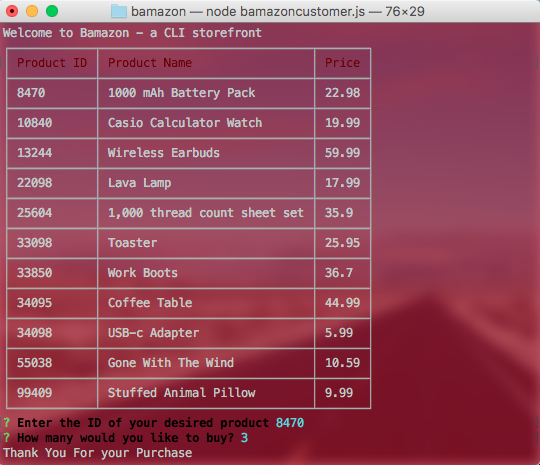 bamazon — node bamazoncustomer.js — 76×29
Welcome to Bamazon - a CLI storefront
Product ID Product Name Price
8470 1000 mAh Battery Pack 22.98
10840 Casio Calculator Watch 19.99
13244 Wireless Earbuds 59.99
22098 Lava Lamp 17.99
25604 1,000 thread count sheet set 35.9
33098 Toaster 25.95
33850 Work Boots 36.7
34095 Coffee Table 44.99
34098 USB-c Adapter 5.99
55038 Gone With The Wind 10.59
99409 Stuffed Animal Pillow 9.99
? Enter the ID of your desired product 8470
? How many would you like to buy? 3
Thank You For your Purchase